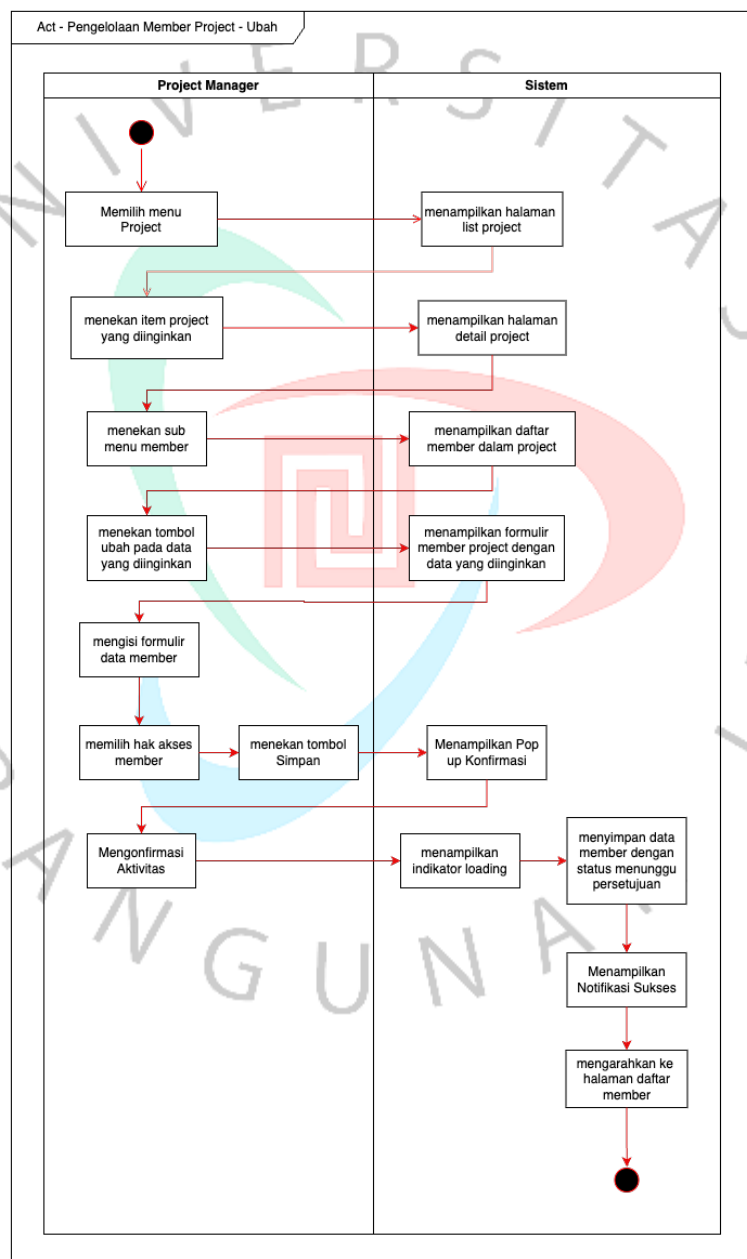 Act - Pengelolaan Member Project - Ubah
Project Manager
Sistem
Memilih menu
Project
menampilkan halaman
list project
menekan item project
yang diinginkan
menampilkan halaman
detail project
menekan sub
menu member
menampilkan daftar
member dalam project
menekan tombol
ubah pada data
yang diinginkan
menampilkan formulir
member project dengan
data yang diinginkan
mengisi formulir
data member
memilih hak akses
member
menekan tombol
Simpan
Menampilkan Pop
up Konfirmasi
Mengonfirmasi
Aktivitas
menampilkan
indikator loading
menyimpan data
member dengan
status menunggu
persetujuan
Menampilkan
Notifikasi Sukses
mengarahkan ke
halaman daftar
member